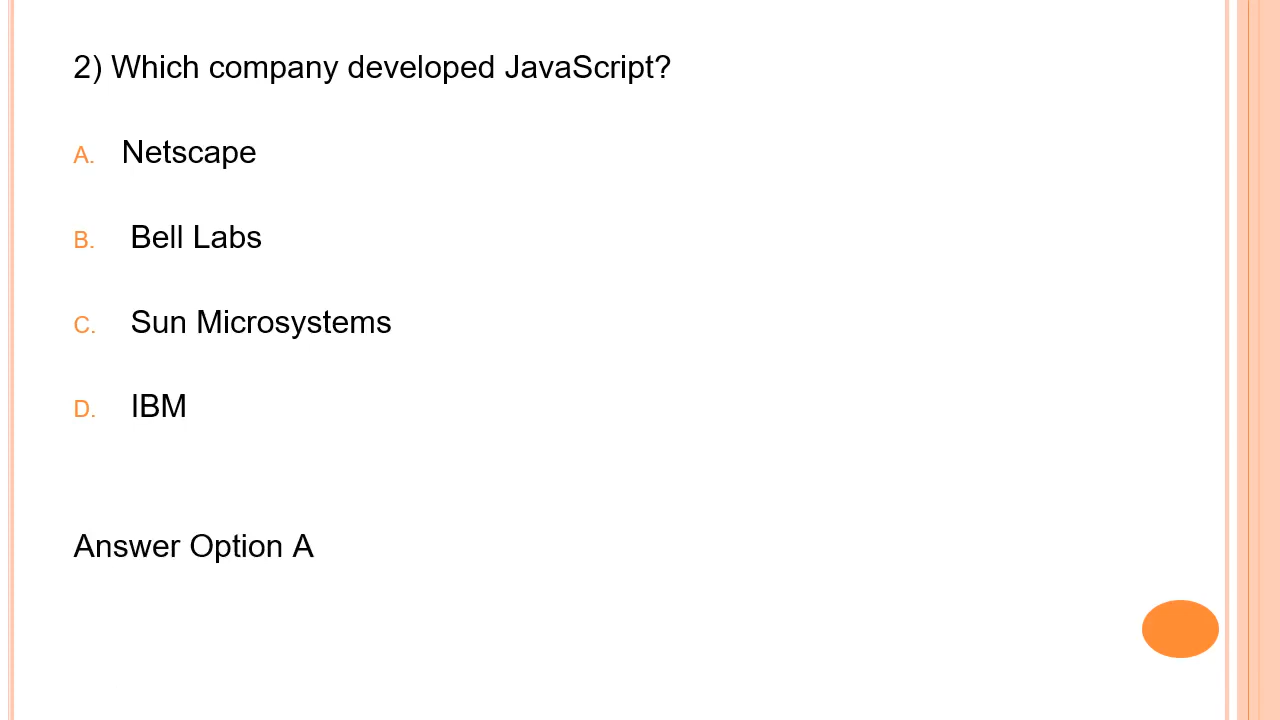 2) Which company developed JavaScript?
A. Netscape
B. Bell Labs
C. Sun Microsystems
D. IBM
Answer Option A